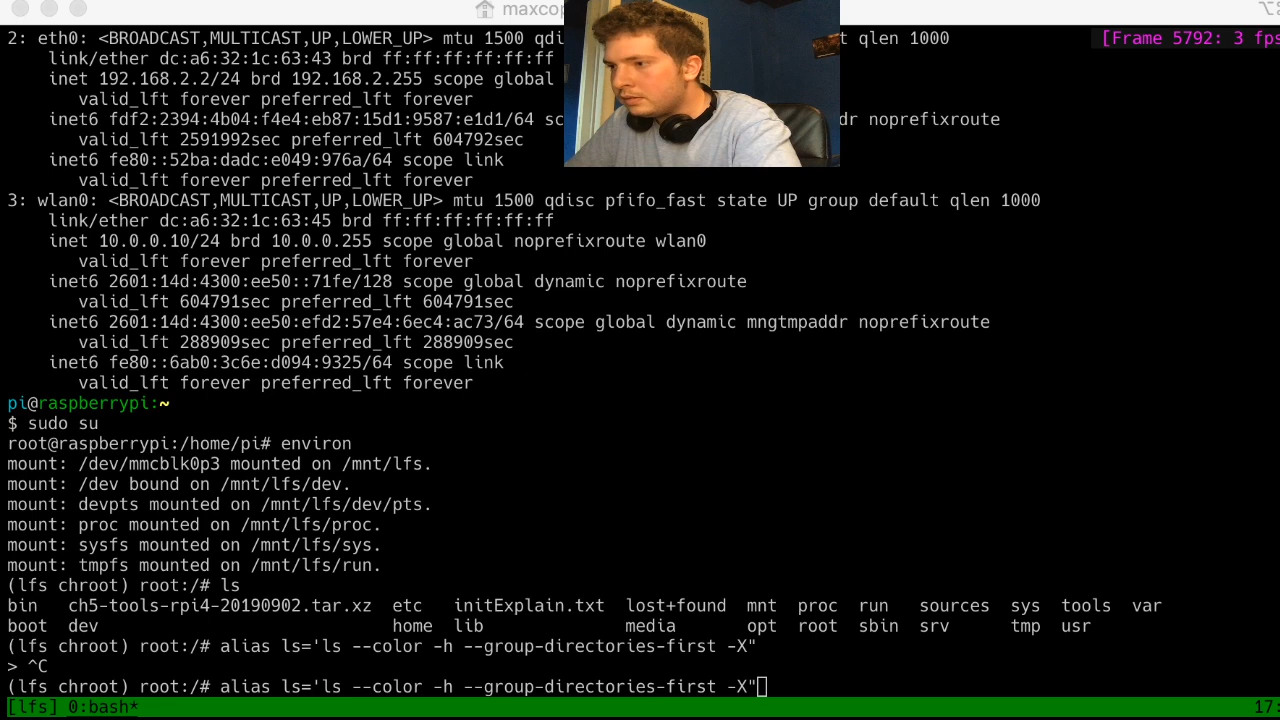 maxcop
2: eth0: <BROADCAST,MULTICAST,UP,LOWER_UP> mtu 1500 t qlen 1000
[Frame 5792: 3 fps
link/ether dc:a6:32:1c:63:43 brd ff:ff:ff:ff:ff:ff
inet 192.168.2.2/24 brd 192.168.2.255 scope global
valid_lft forever preferred_lft forever
inet6 fdf2:2394:4b04:f4e4:eb87:15d1:9587:e1d1/64 sc dr noprefixroute
valid_lft 2591992sec preferred_lft 604792sec
inet6 fe80::52ba:dadc:e049:976a/64 scope link
valid_lft forever preferred_lft forever
3: wlan0: <BROADCAST,MULTICAST,UP,LOWER_UP> mtu 1500 qdisc pfifo_fast state UP group default qlen 1000
link/ether dc:a6:32:1c:63:45 brd ff:ff:ff:ff:ff:ff
inet 10.0.0.10/24 brd 10.0.0.255 scope global noprefixroute wlan0
valid_lft forever preferred_lft forever
inet6 2601:14d:4300:ee50::71fe/128 scope global dynamic noprefixroute
valid_lft 604791sec preferred_lft 604791sec
inet6 2601:14d:4300:ee50:efd2:57e4:6ec4:ac73/64 scope global dynamic mngtmpaddr noprefixroute
valid_lft 288909sec preferred_lft 288909sec
inet6 fe80::6ab0:3c6e:d094:9325/64 scope link
valid_lft forever preferred_lft forever
pi@raspberrypi:~
$ sudo su
root@raspberrypi:/home/pi# environ
mount: /dev/mmcblk0p3 mounted on /mnt/lfs.
mount: /dev bound on /mnt/lfs/dev.
mount: devpts mounted on /mnt/lfs/dev/pts.
mount: proc mounted on /mnt/lfs/proc.
mount: sysfs mounted on /mnt/lfs/sys.
mount: tmpfs mounted on /mnt/lfs/run.
(lfs chroot) root:/# ls
bin ch5-tools-rpi4-20190902.tar.xz etc initExplain.txt lost+found mnt proc run sources sys tools var
boot dev home lib media opt root sbin srv tmp usr
(lfs chroot) root:/# alias ls='ls --color -h --group-directories-first -X"
> ^C
(lfs chroot) root:/# alias ls='ls --color -h --group-directories-first -X"
[lfs] 0:bash* 17: